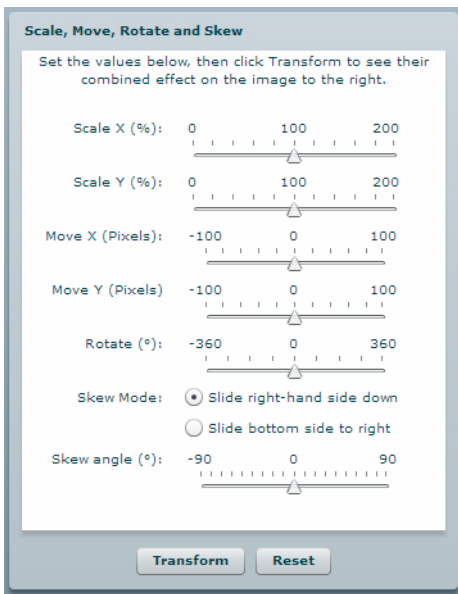 Scale, Move, Rotate and Skew
Set the values below, then click Transform to see their
combined effect on the image to the right.
Scale X (%): 0 100 200
Scale Y (%): 0 100 200
Move X (Pixels): -100 0 100
Move Y (Pixels) -100 0 100
Rotate (°): -360 0 360
Skew Mode: Slide right-hand side down
Slide bottom side to right
Skew angle (°): -90 0 90
Transform Reset